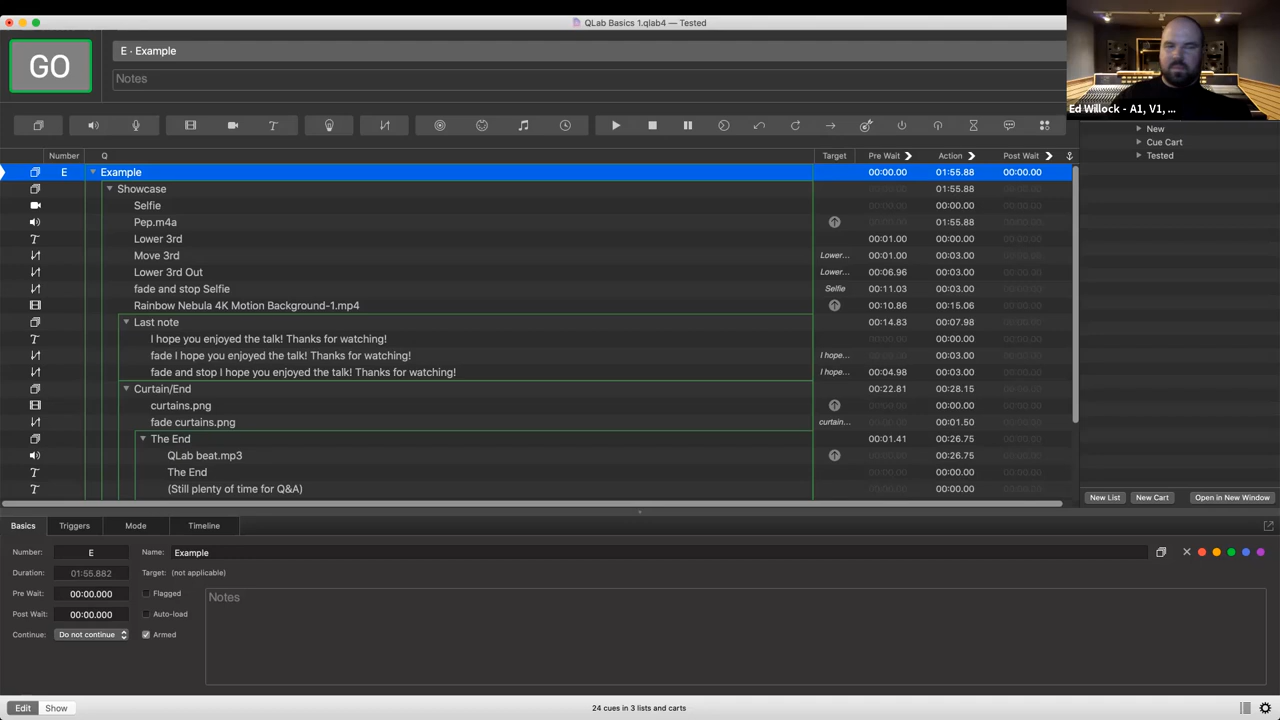 QLab Basics 1.qlab4 — Tested
GO
E · Example
Notes
Ed Willock - A1, V1, ...
New
Cue Cart
Tested
Number Q Target Pre Wait Action Post Wait
E Example 00:00.00 01:55.88 00:00.00
Showcase 01:55.88
Selfie 00:00.00
Pep.m4a 01:55.88
Lower 3rd 00:01.00 00:00.00
Move 3rd Lower... 00:01.00 00:03.00
Lower 3rd Out Lower... 00:06.96 00:03.00
fade and stop Selfie Selfie 00:11.03 00:03.00
Rainbow Nebula 4K Motion Background-1.mp4 00:10.86 00:15.06
Last note 00:14.83 00:07.98
I hope you enjoyed the talk! Thanks for watching! 00:00.00
fade I hope you enjoyed the talk! Thanks for watching! I hope... 00:03.00
fade and stop I hope you enjoyed the talk! Thanks for watching! I hope... 00:04.98 00:03.00
Curtain/End 00:22.81 00:28.15
curtains.png 00:00.00
fade curtains.png curtain... 00:01.50
The End 00:01.41 00:26.75
QLab beat.mp3 00:26.75
The End 00:00.00
(Still plenty of time for Q&A) 00:00.00
New List New Cart Open in New Window
Basics Triggers Mode Timeline
Number: E Name: Example
Duration: 01:55.882 Target: (not applicable)
Pre Wait: 00:00.000 Flagged Notes
Post Wait: 00:00.000 Auto-load
Continue: Do not continue Armed
Edit Show 24 cues in 3 lists and carts